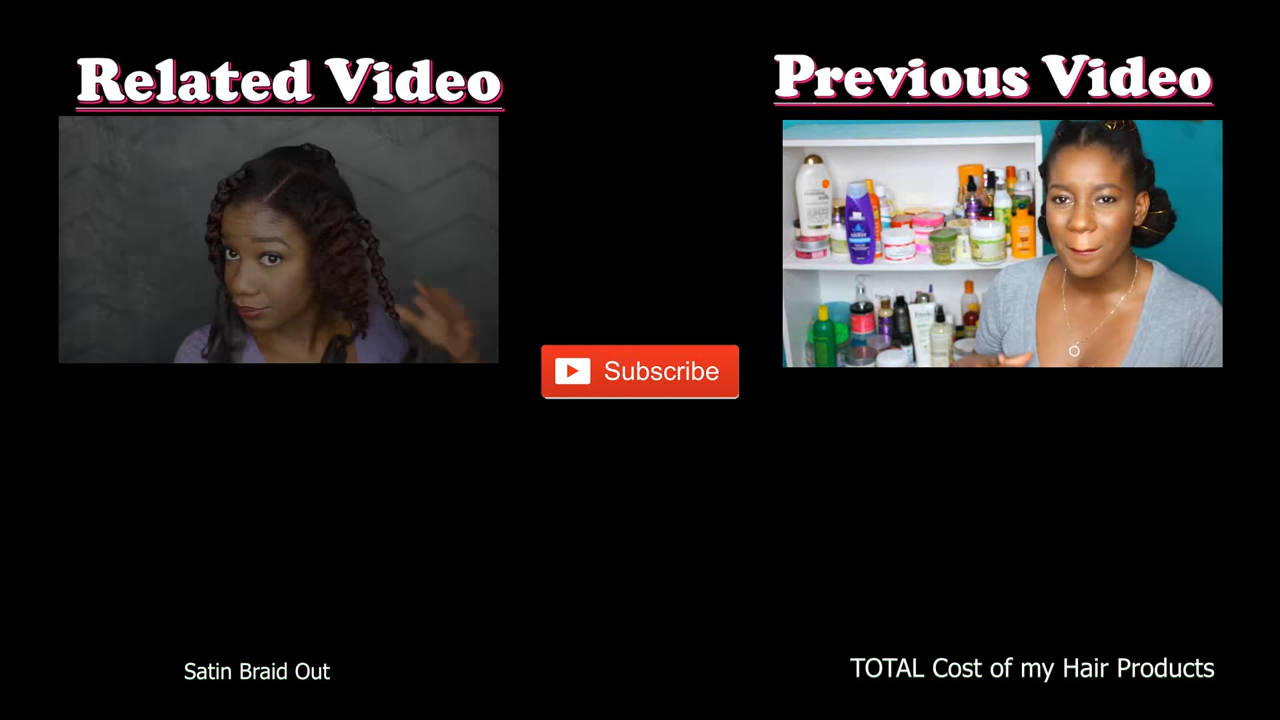 Related Video
Previous Video
Subscribe
Satin Braid Out
TOTAL Cost of my Hair Products